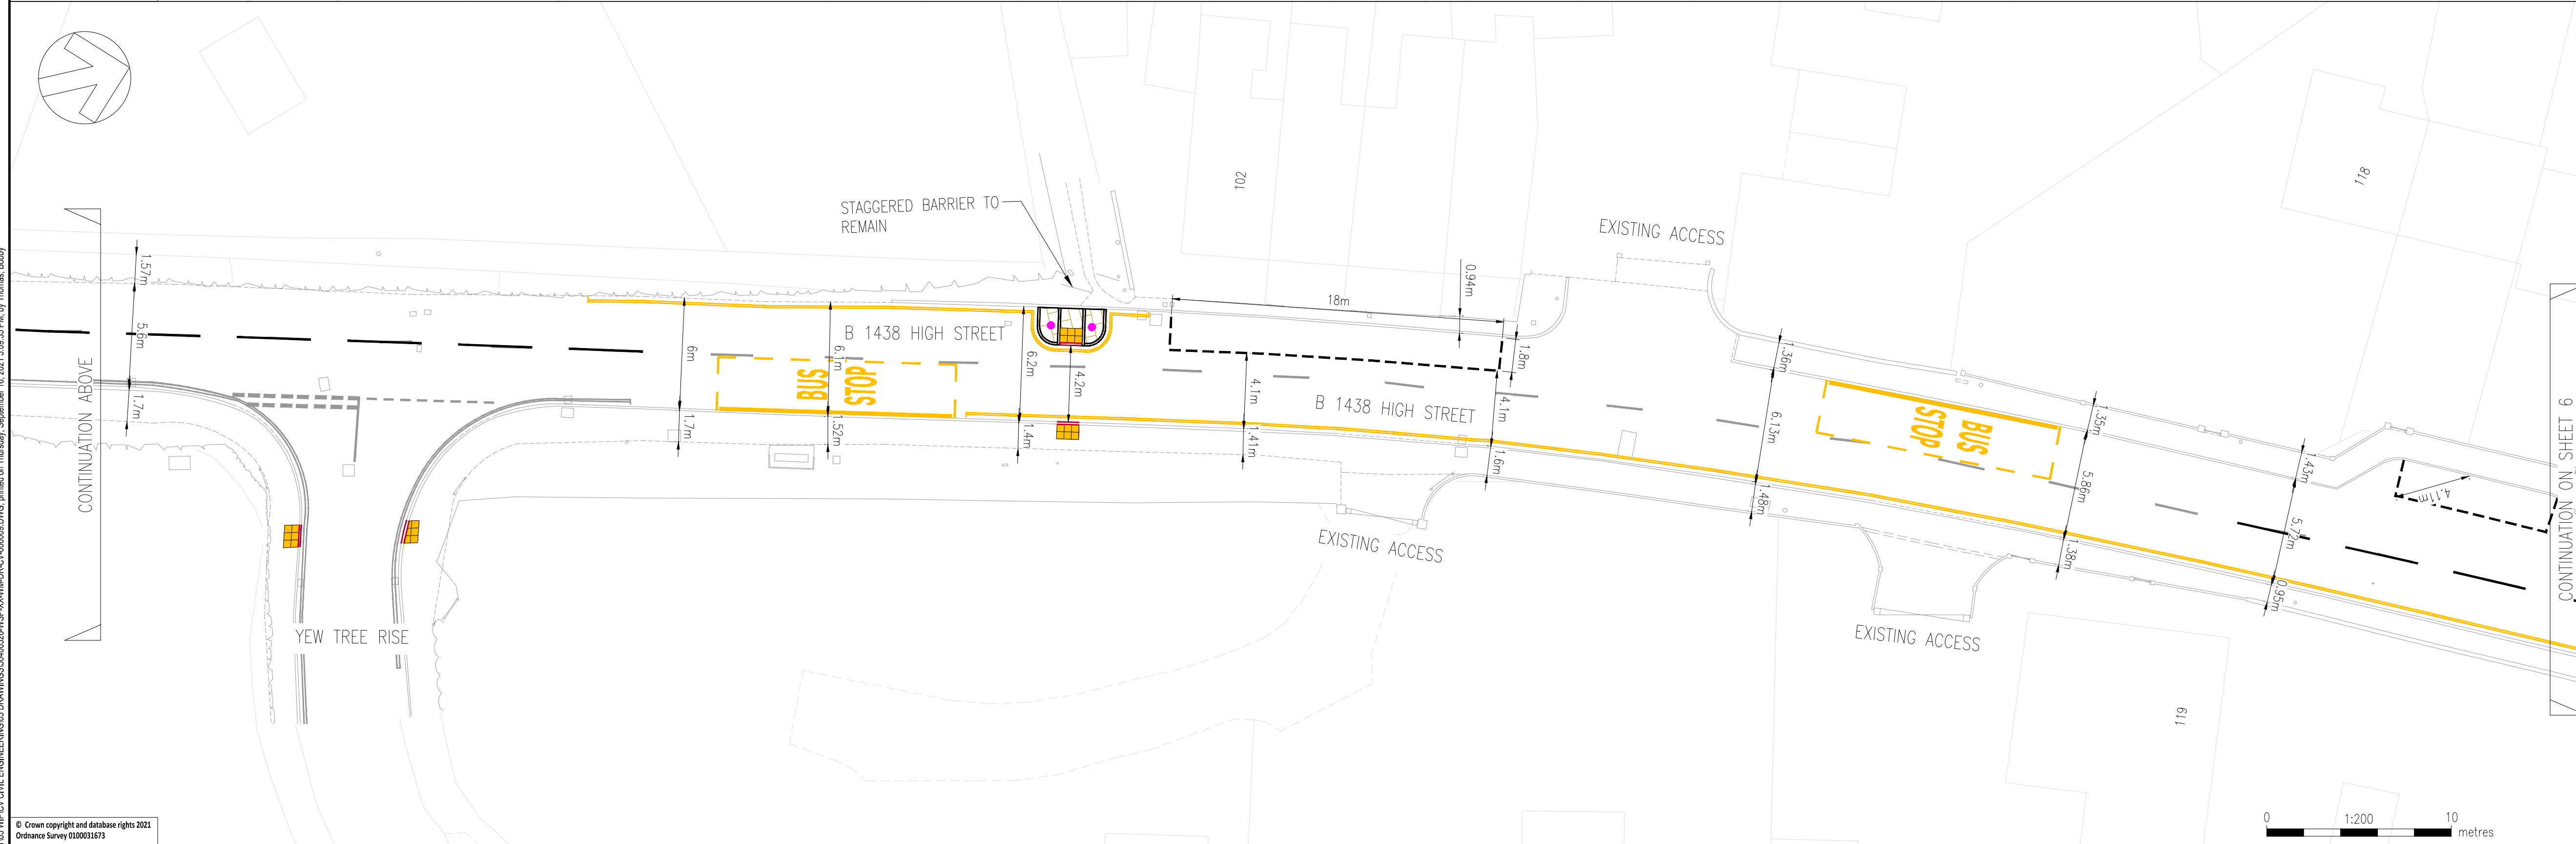 STAGGERED BARRIER TO
REMAIN
102
118
EXISTING ACCESS
0.94m
18m
1.57m
5.6m
1.7m
CONTINUATION ABOVE
B 1438 HIGH STREET
6m
6.1m
6.2m
4.2m
4.1m
1.8m
4.1m
BUS
STOP
1.7m
1.52m
1.4m
1.41m
1.6m
B 1438 HIGH STREET
1.36m
6.13m
1.48m
BUS
STOP
1.35m
5.86m
1.38m
1.43m
5.72m
0.95m
4.11m
CONTINUATION ON SHEET 6
EXISTING ACCESS
EXISTING ACCESS
YEW TREE RISE
119
© Crown copyright and database rights 2021
Ordnance Survey 0100031673
0 1:200 10
metres